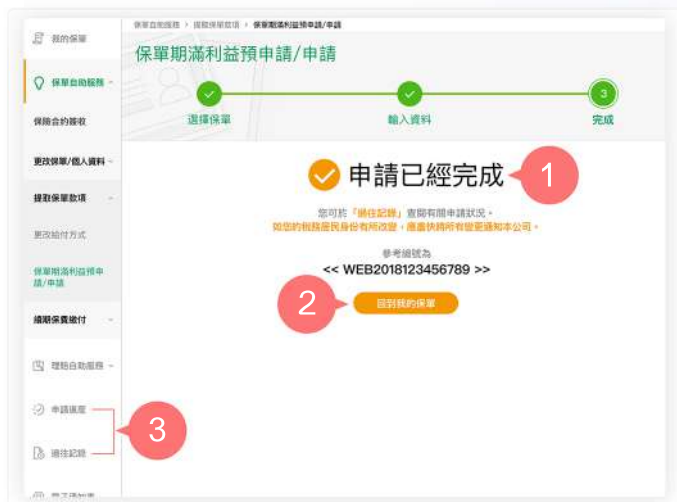 保單自助服務 > 提取保單款項 > 保單期滿利益預申請/申請
我的保單
保單自助服務
保險合約簽收
更改保單/個人資料
提取保單款項
更改給付方式
保單期滿利益預申
請/申請
續期保費繳付
理賠自助服務
申請進度
過往記錄
電子通知書
保單期滿利益預申請/申請
3
選擇保單
輸入資料
完成
申請已經完成
1
您可於「過往記錄」查閱有關申請狀況。
如您的稅務居民身份有所改變，應盡快將所有變更通知本公司。
參考編號為
<< WEB2018123456789 >>
2
回到我的保單
3